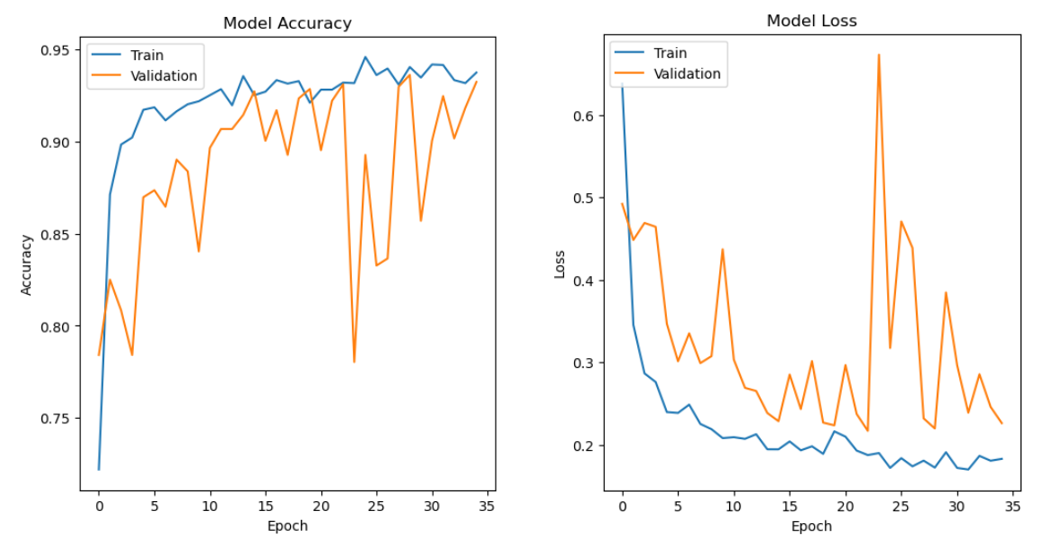 Model Accuracy
Train
Validation
0.95
0.90
0.85
0.80
0.75
Accuracy
0 5 10 15 20 25 30 35
Epoch
Model Loss
Train
Validation
0.6
0.5
0.4
0.3
0.2
Loss
0 5 10 15 20 25 30 35
Epoch